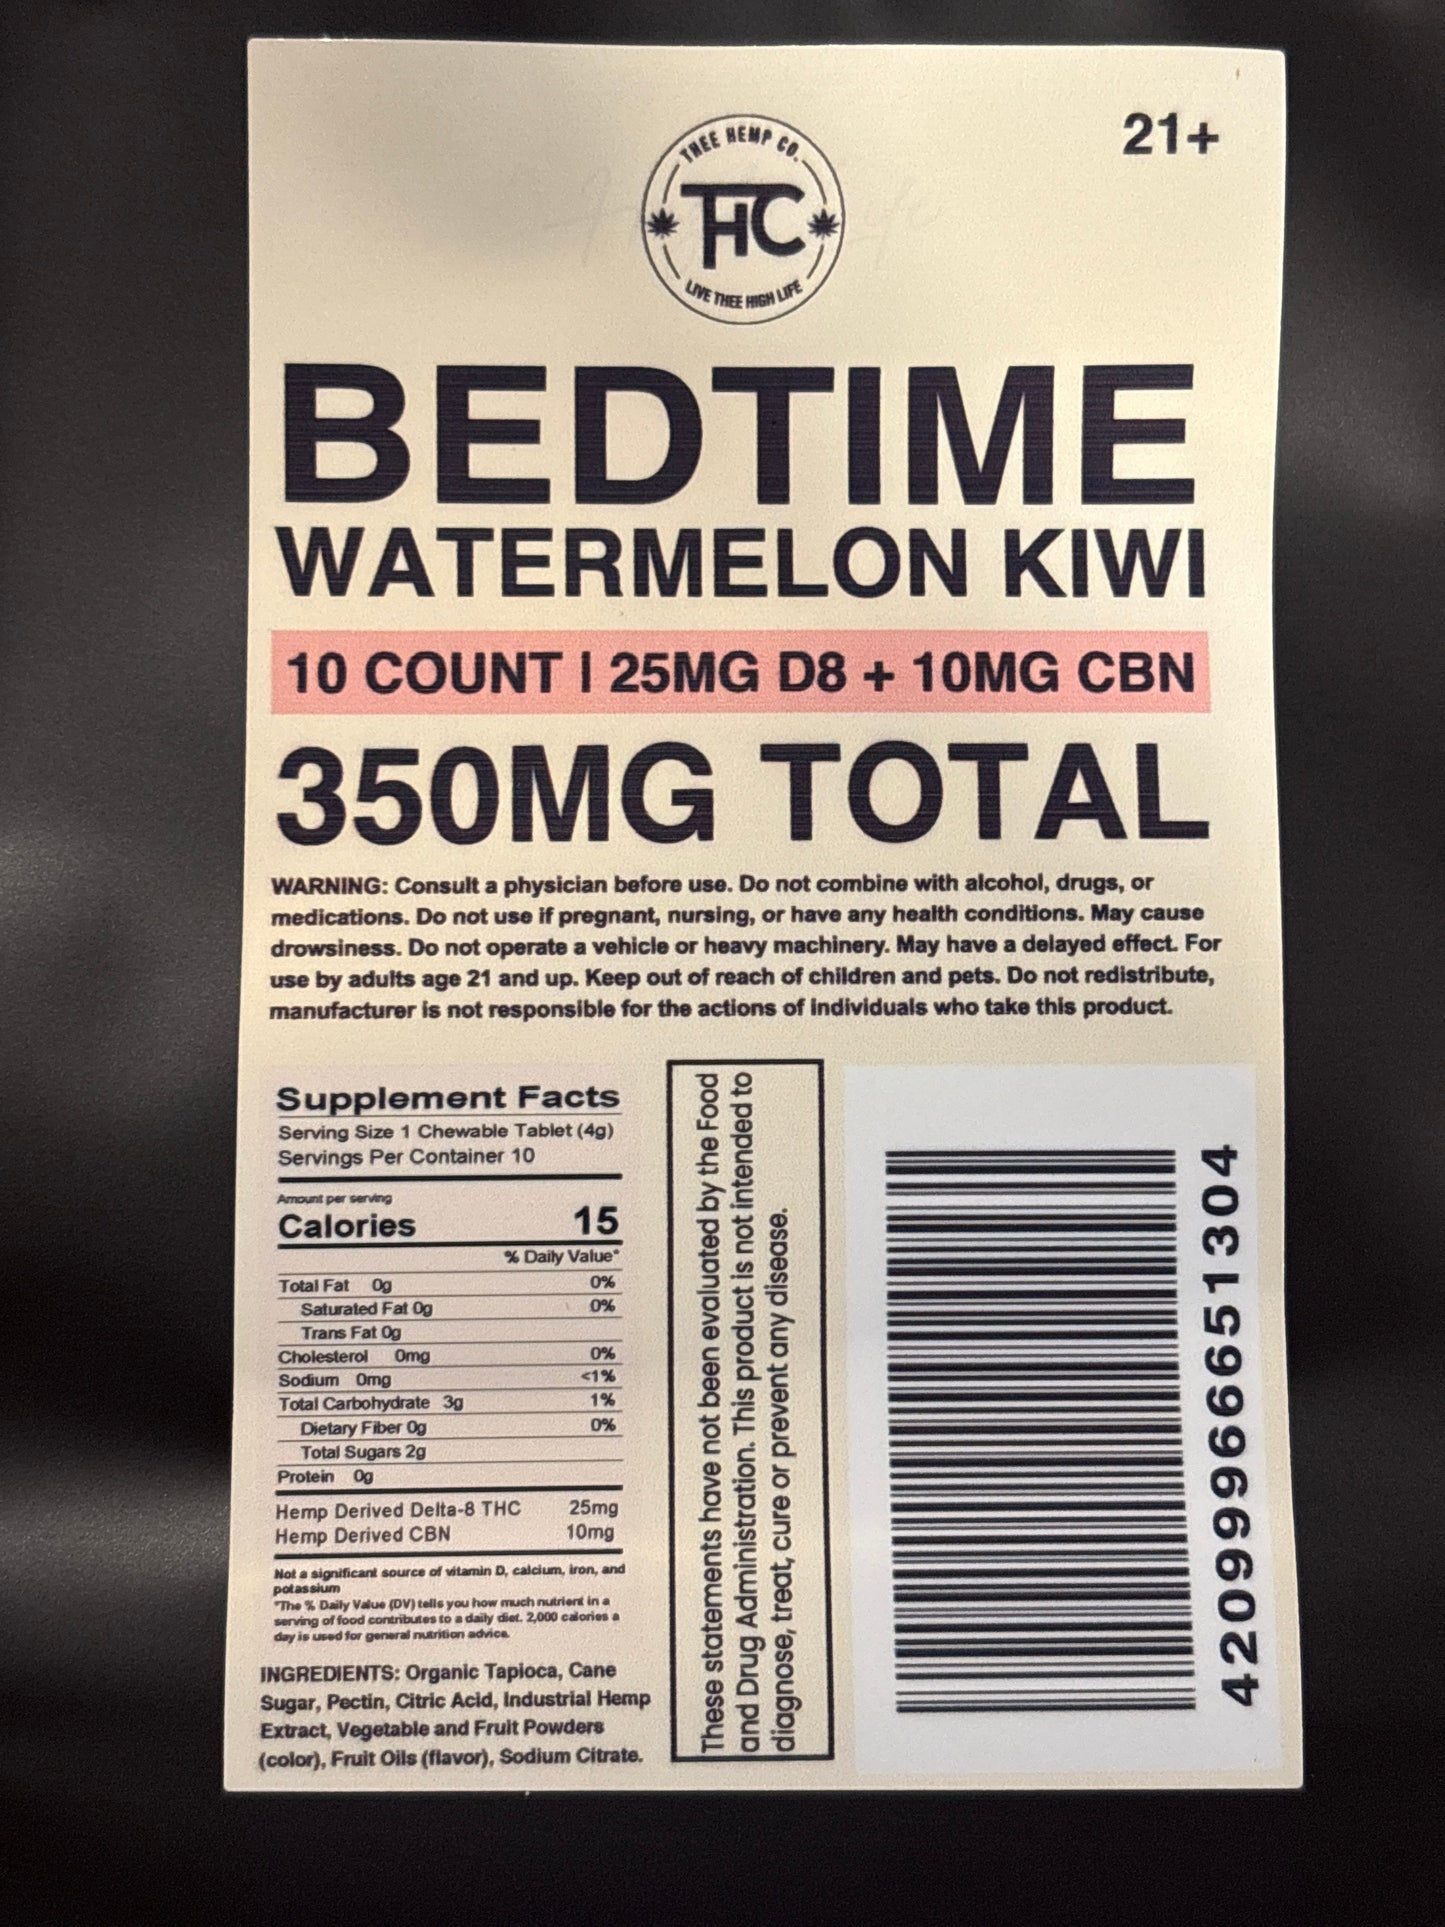 THEE HEMP CO.
THC
LIVE THEE HIGH LIFE
21+
BEDTIME
WATERMELON KIWI
10 COUNT | 25MG D8 + 10MG CBN
350MG TOTAL
WARNING: Consult a physician before use. Do not combine with alcohol, drugs, or
medications. Do not use if pregnant, nursing, or have any health conditions. May cause
drowsiness. Do not operate a vehicle or heavy machinery. May have a delayed effect. For
use by adults age 21 and up. Keep out of reach of children and pets. Do not redistribute,
manufacturer is not responsible for the actions of individuals who take this product.
Supplement Facts
Serving Size 1 Chewable Tablet (4g)
Servings Per Container 10
Amount per serving
Calories 15
% Daily Value*
Total Fat 0g 0%
Saturated Fat 0g 0%
Trans Fat 0g
Cholesterol 0mg 0%
Sodium 0mg <1%
Total Carbohydrate 3g 1%
Dietary Fiber 0g 0%
Total Sugars 2g
Protein 0g
Hemp Derived Delta-8 THC 25mg
Hemp Derived CBN 10mg
Not a significant source of vitamin D, calcium, iron, and
potassium
*The % Daily Value (DV) tells you how much nutrient in a
serving of food contributes to a daily diet. 2,000 calories a
day is used for general nutrition advice.
INGREDIENTS: Organic Tapioca, Cane
Sugar, Pectin, Citric Acid, Industrial Hemp
Extract, Vegetable and Fruit Powders
(color), Fruit Oils (flavor), Sodium Citrate.
These statements have not been evaluated by the Food
and Drug Administration. This product is not intended to
diagnose, treat, cure or prevent any disease.
4209996651304